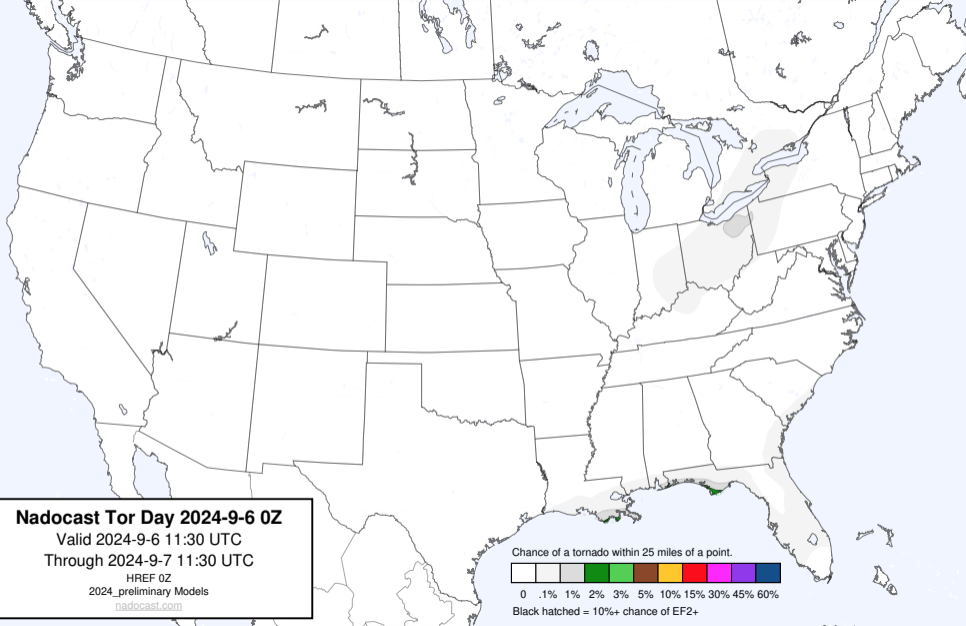 Nadocast Tor Day 2024-9-6 0Z
Valid 2024-9-6 11:30 UTC
Through 2024-9-7 11:30 UTC
HREF 0Z
2024_preliminary Models
nadocast.com
Chance of a tornado within 25 miles of a point.
0 .1% 1% 2% 3% 5% 10% 15% 30% 45% 60%
Black hatched = 10%+ chance of EF2+